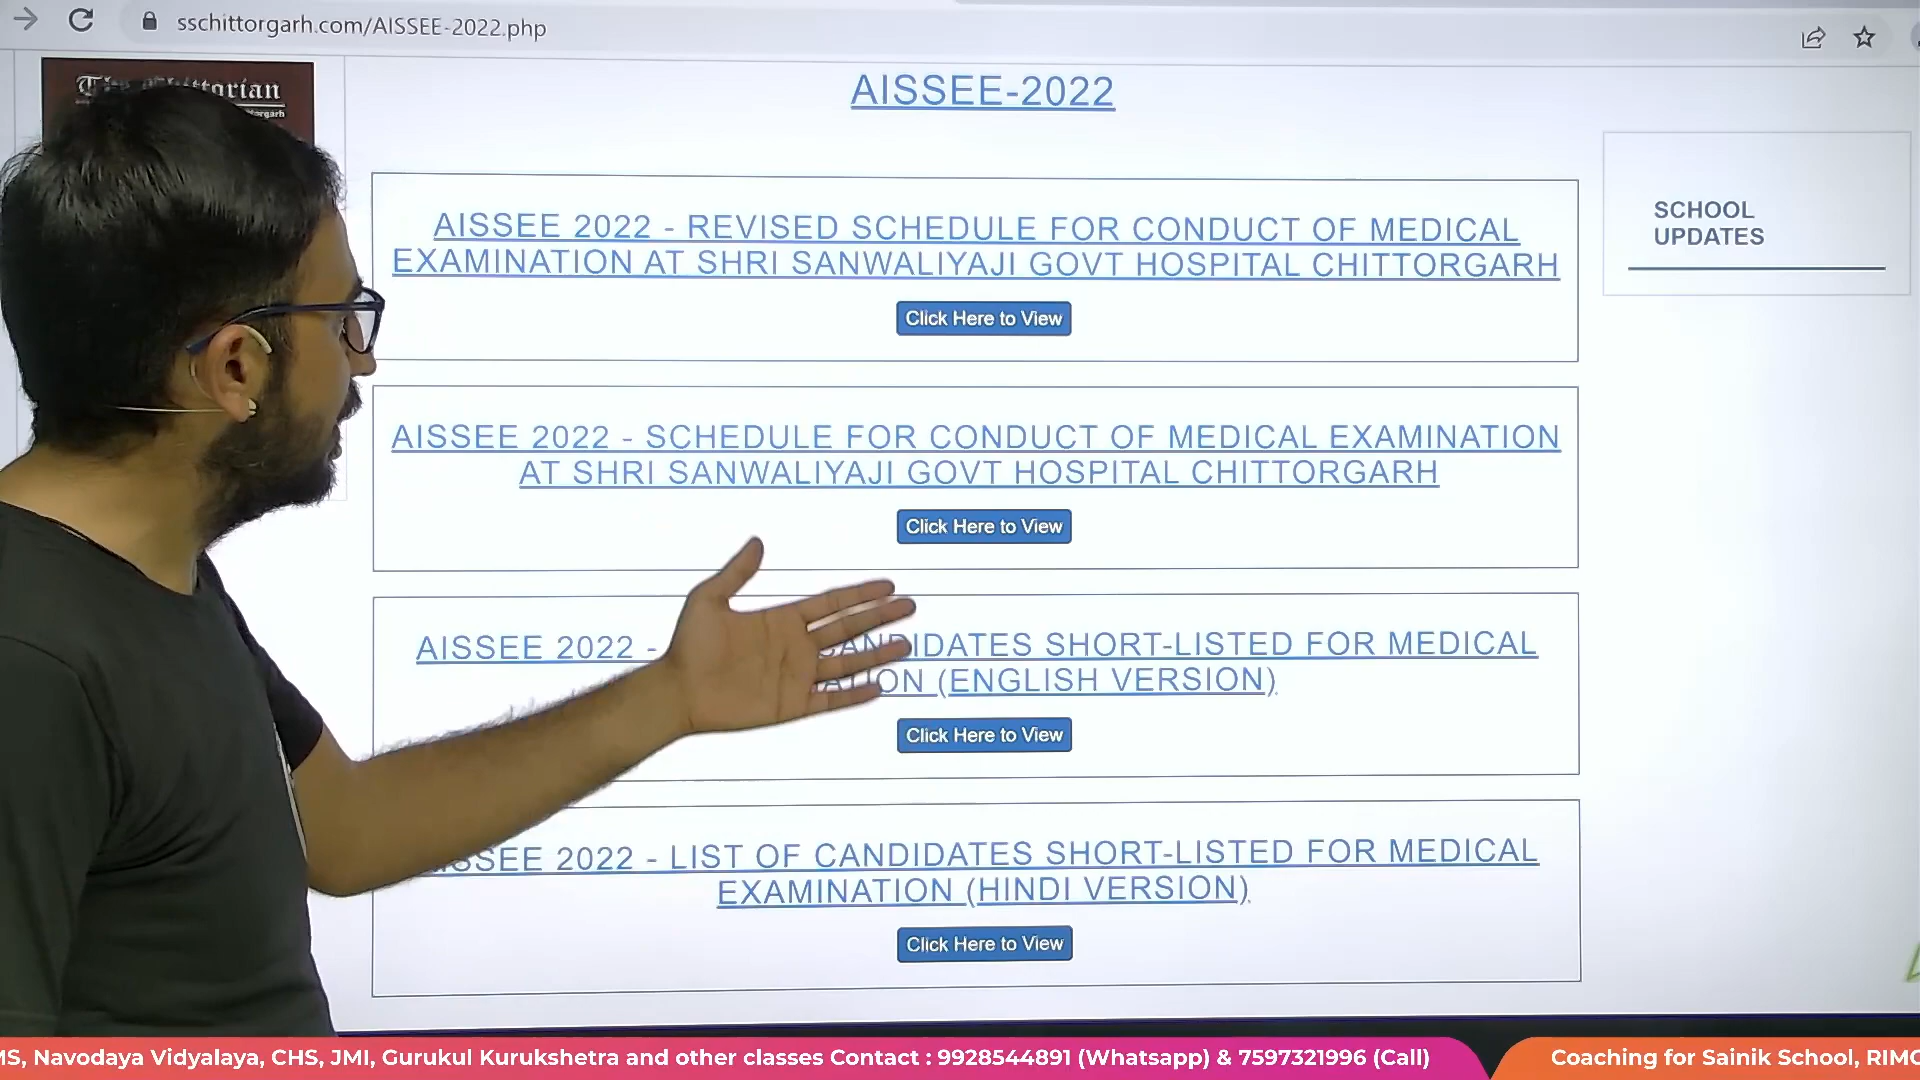 sschittorgarh.com/AISSEE-2022.php
AISSEE-2022
AISSEE 2022 - REVISED SCHEDULE FOR CONDUCT OF MEDICAL
EXAMINATION AT SHRI SANWALIYAJI GOVT HOSPITAL CHITTORGARH
Click Here to View
AISSEE 2022 - SCHEDULE FOR CONDUCT OF MEDICAL EXAMINATION
AT SHRI SANWALIYAJI GOVT HOSPITAL CHITTORGARH
Click Here to View
AISSEE 2022 - CANDIDATES SHORT-LISTED FOR MEDICAL
(ENGLISH VERSION)
Click Here to View
AISSEE 2022 - LIST OF CANDIDATES SHORT-LISTED FOR MEDICAL
EXAMINATION (HINDI VERSION)
Click Here to View
SCHOOL
UPDATES
MS, Navodaya Vidyalaya, CHS, JMI, Gurukul Kurukshetra and other classes Contact : 9928544891 (Whatsapp) & 7597321996 (Call)
Coaching for Sainik School, RIMC